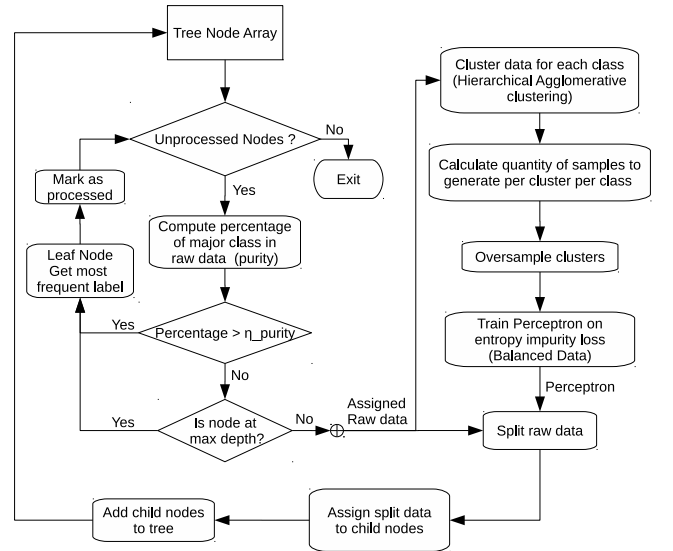 Tree Node Array
Unprocessed Nodes ?
No
Exit
Yes
Mark as
processed
Compute percentage
of major class in
raw data (purity)
Leaf Node
Get most
frequent label
Percentage > η_purity
Yes
No
Is node at
max depth?
Yes
No
Assigned
Raw data
Cluster data for each class
(Hierarchical Agglomerative
clustering)
Calculate quantity of samples to
generate per cluster per class
Oversample clusters
Train Perceptron on
entropy impurity loss
(Balanced Data)
Perceptron
Split raw data
Assign split data
to child nodes
Add child nodes
to tree